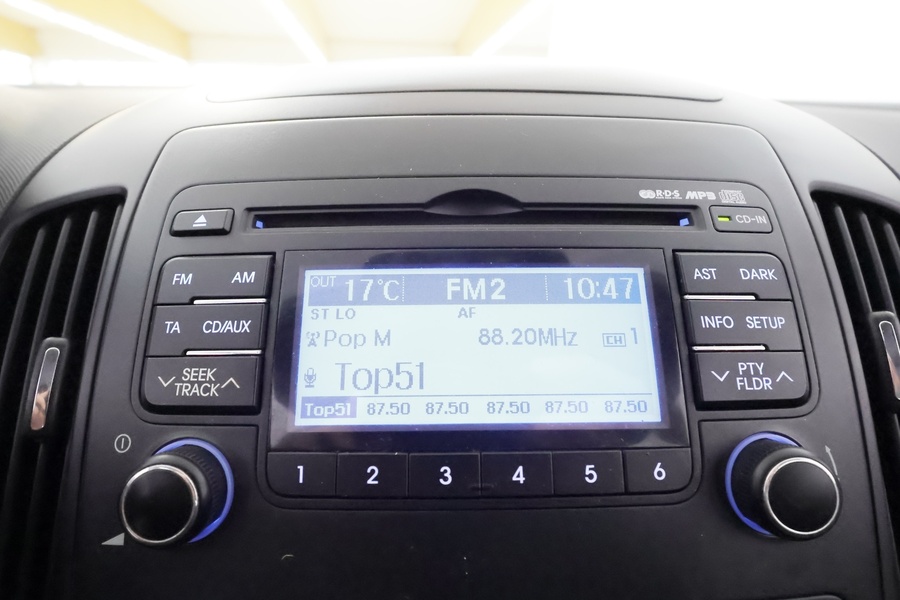 R·D·S MP3
CD-IN
FM AM
AST DARK
TA CD/AUX
INFO SETUP
SEEK
TRACK
PTY
FLDR
OUT 17°C FM2 10:47
ST LO AF
Pop M 88.20MHz CH 1
Top51
Top51 87.50 87.50 87.50 87.50 87.50
1 2 3 4 5 6